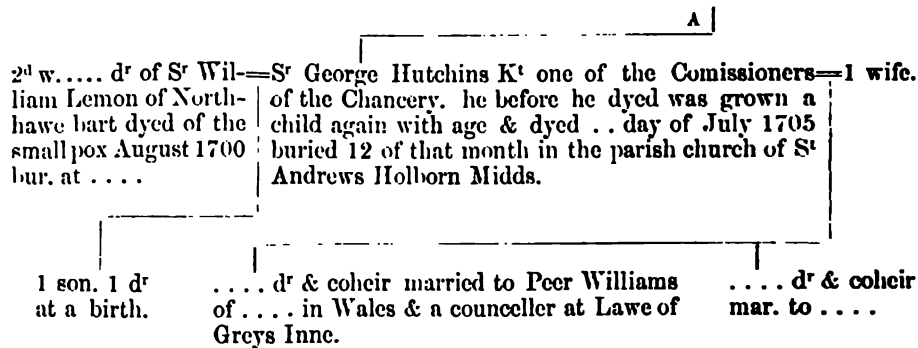 A
2ᵈ w..... dʳ of Sʳ Wil-
liam Lemon of North-
hawe bart dyed of the
small pox August 1700
bur. at ....
=Sʳ George Hutchins Kᵗ one of the Comissioners
of the Chancery. he before he dyed was grown a
child again with age & dyed .. day of July 1705
buried 12 of that month in the parish church of Sᵗ
Andrews Holborn Midds.
=1 wife.
1 son. 1 dʳ
at a birth.
.... dʳ & coheir married to Peer Williams
of .... in Wales & a counceller at Lawe of
Greys Inne.
.... dʳ & coheir
mar. to ....